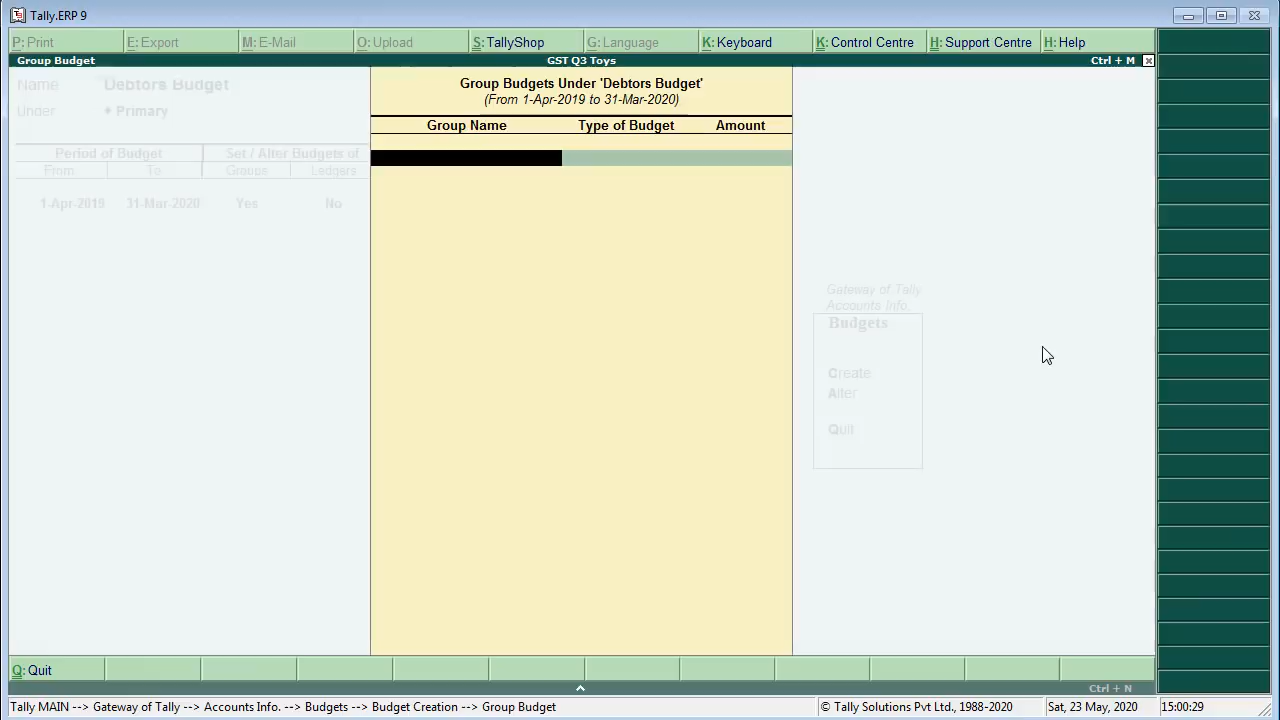 Tally.ERP 9
P: Print E: Export M: E-Mail O: Upload S: TallyShop G: Language K: Keyboard K: Control Centre H: Support Centre H: Help
Group Budget GST Q3 Toys Ctrl + M
Name Debtors Budget
Under ♦ Primary
Period of Budget Set / Alter Budgets of
From To Groups Ledgers
1-Apr-2019 31-Mar-2020 Yes No
Group Budgets Under 'Debtors Budget'
(From 1-Apr-2019 to 31-Mar-2020)
Group Name Type of Budget Amount
Gateway of Tally
Accounts Info.
Budgets
Create
Alter
Quit
Q: Quit
Ctrl + N
Tally MAIN --> Gateway of Tally --> Accounts Info. --> Budgets --> Budget Creation --> Group Budget © Tally Solutions Pvt Ltd., 1988-2020 Sat, 23 May, 2020 15:00:29